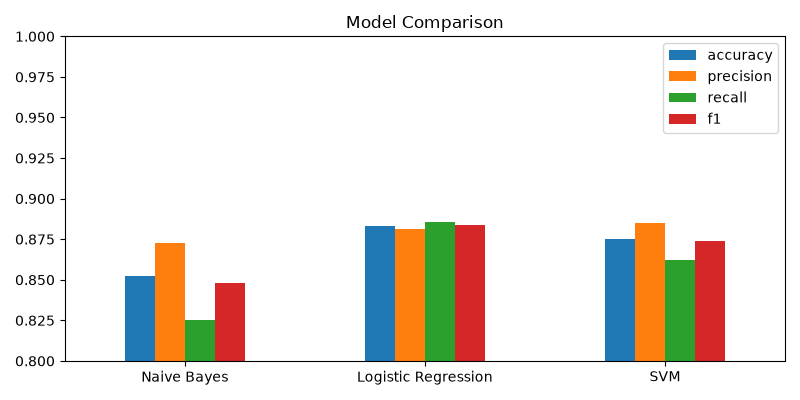 Model Comparison
1.000
0.975
0.950
0.925
0.900
0.875
0.850
0.825
0.800
accuracy
precision
recall
f1
Naive Bayes
Logistic Regression
SVM